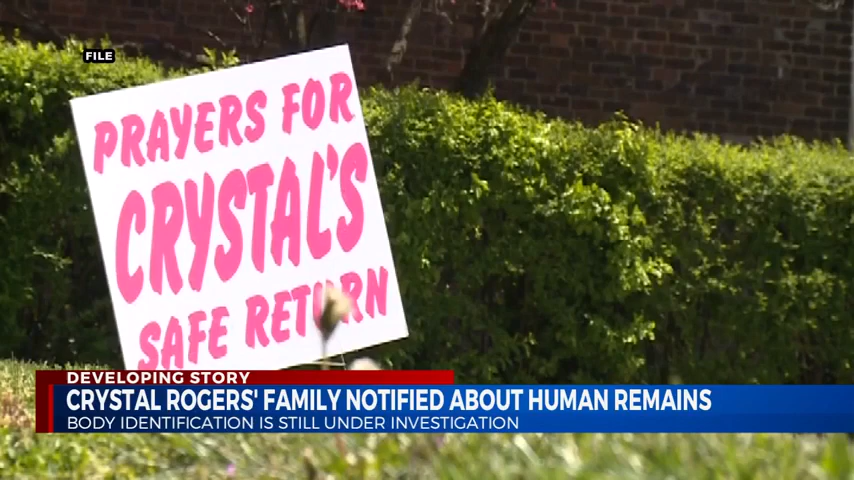 FILE
PRAYERS FOR
CRYSTAL'S
SAFE RETURN
DEVELOPING STORY
CRYSTAL ROGERS' FAMILY NOTIFIED ABOUT HUMAN REMAINS
BODY IDENTIFICATION IS STILL UNDER INVESTIGATION